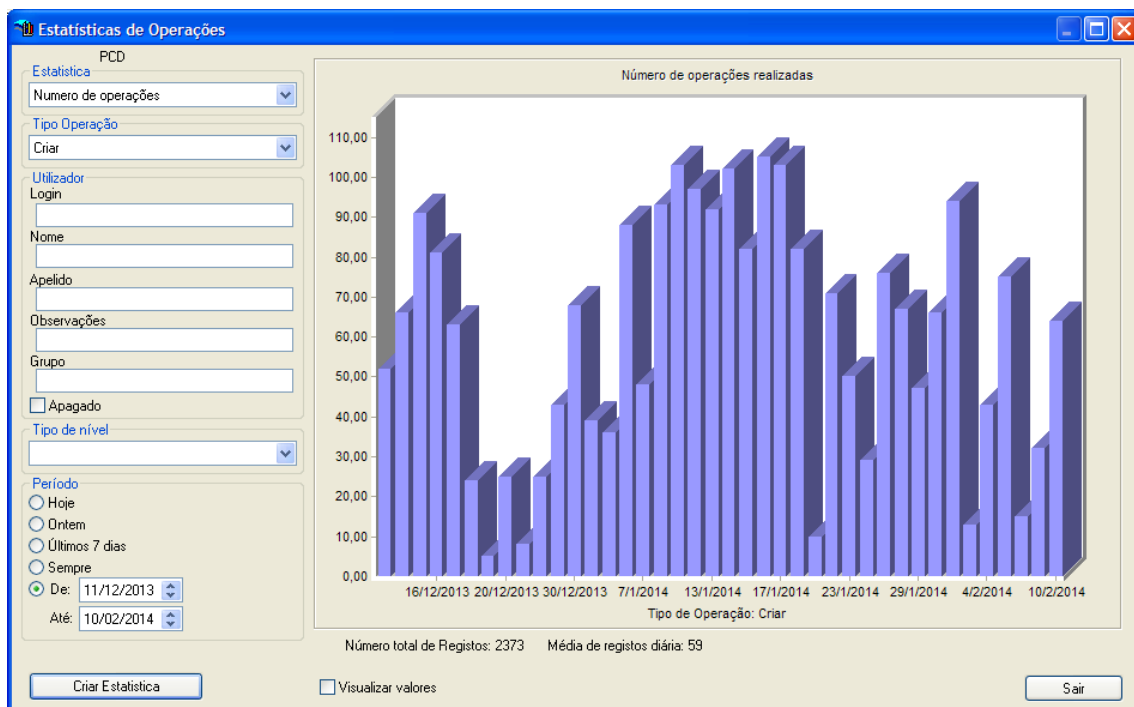 Estatísticas de Operações
PCD
Estatistica
Numero de operações
Tipo Operação
Criar
Utilizador
Login
Nome
Apelido
Observações
Grupo
Apagado
Tipo de nível
Período
Hoje
Ontem
Últimos 7 dias
Sempre
De: 11/12/2013
Até: 10/02/2014
Criar Estatistica
Número de operações realizadas
110,00
100,00
90,00
80,00
70,00
60,00
50,00
40,00
30,00
20,00
10,00
0,00
16/12/2013 20/12/2013 30/12/2013 7/1/2014 13/1/2014 17/1/2014 23/1/2014 29/1/2014 4/2/2014 10/2/2014
Tipo de Operação: Criar
Número total de Registos: 2373 Média de registos diária: 59
Visualizar valores
Sair